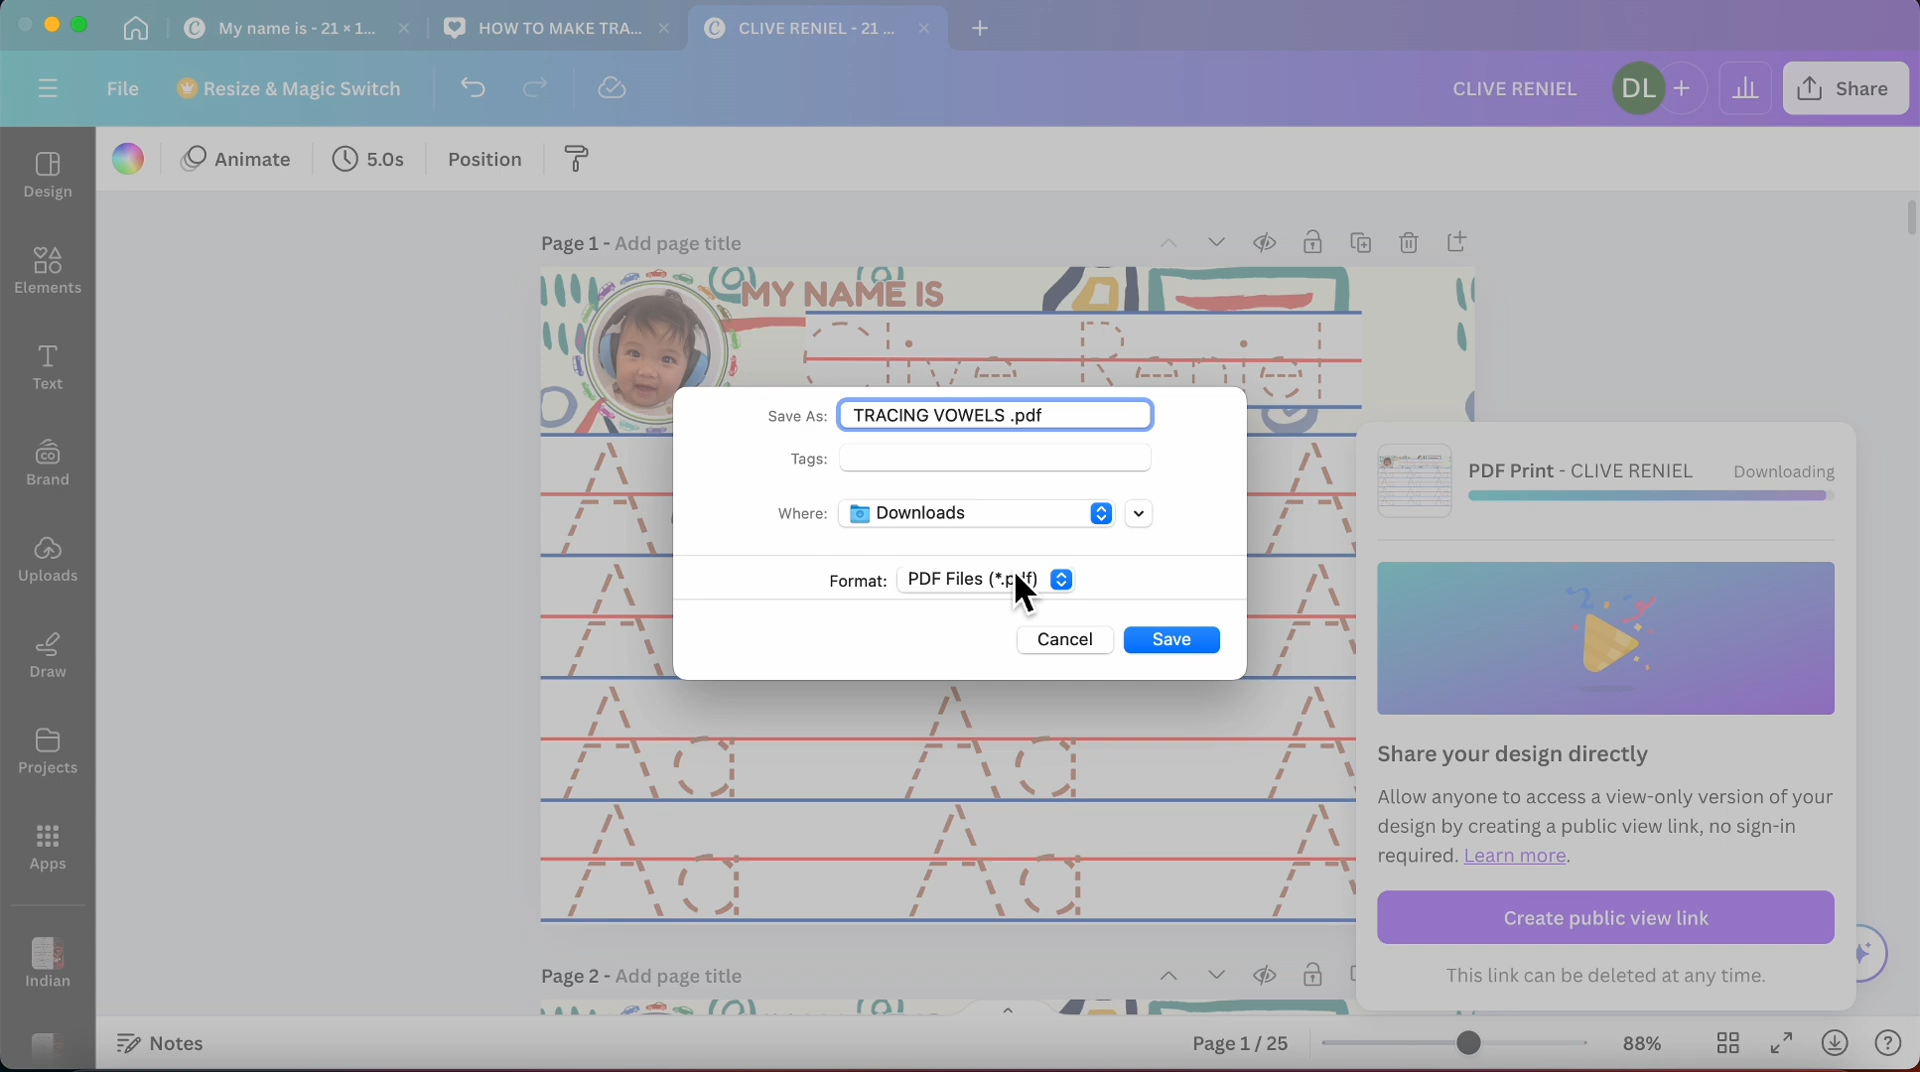 My name is - 21 × 1...
HOW TO MAKE TRA...
CLIVE RENIEL - 21 ...
File
Resize & Magic Switch
CLIVE RENIEL
DL
Share
Design
Elements
Text
Brand
Uploads
Draw
Projects
Apps
Indian
Animate
5.0s
Position
Page 1 - Add page title
MY NAME IS
Clive Reniel
Save As: TRACING VOWELS .pdf
Tags:
Where: Downloads
Format: PDF Files (*.pdf)
Cancel
Save
A A
A A
A a A a A
A a A a A
PDF Print - CLIVE RENIEL Downloading
Share your design directly
Allow anyone to access a view-only version of your
design by creating a public view link, no sign-in
required. Learn more.
Create public view link
This link can be deleted at any time.
Page 2 - Add page title
Notes
Page 1 / 25
88%